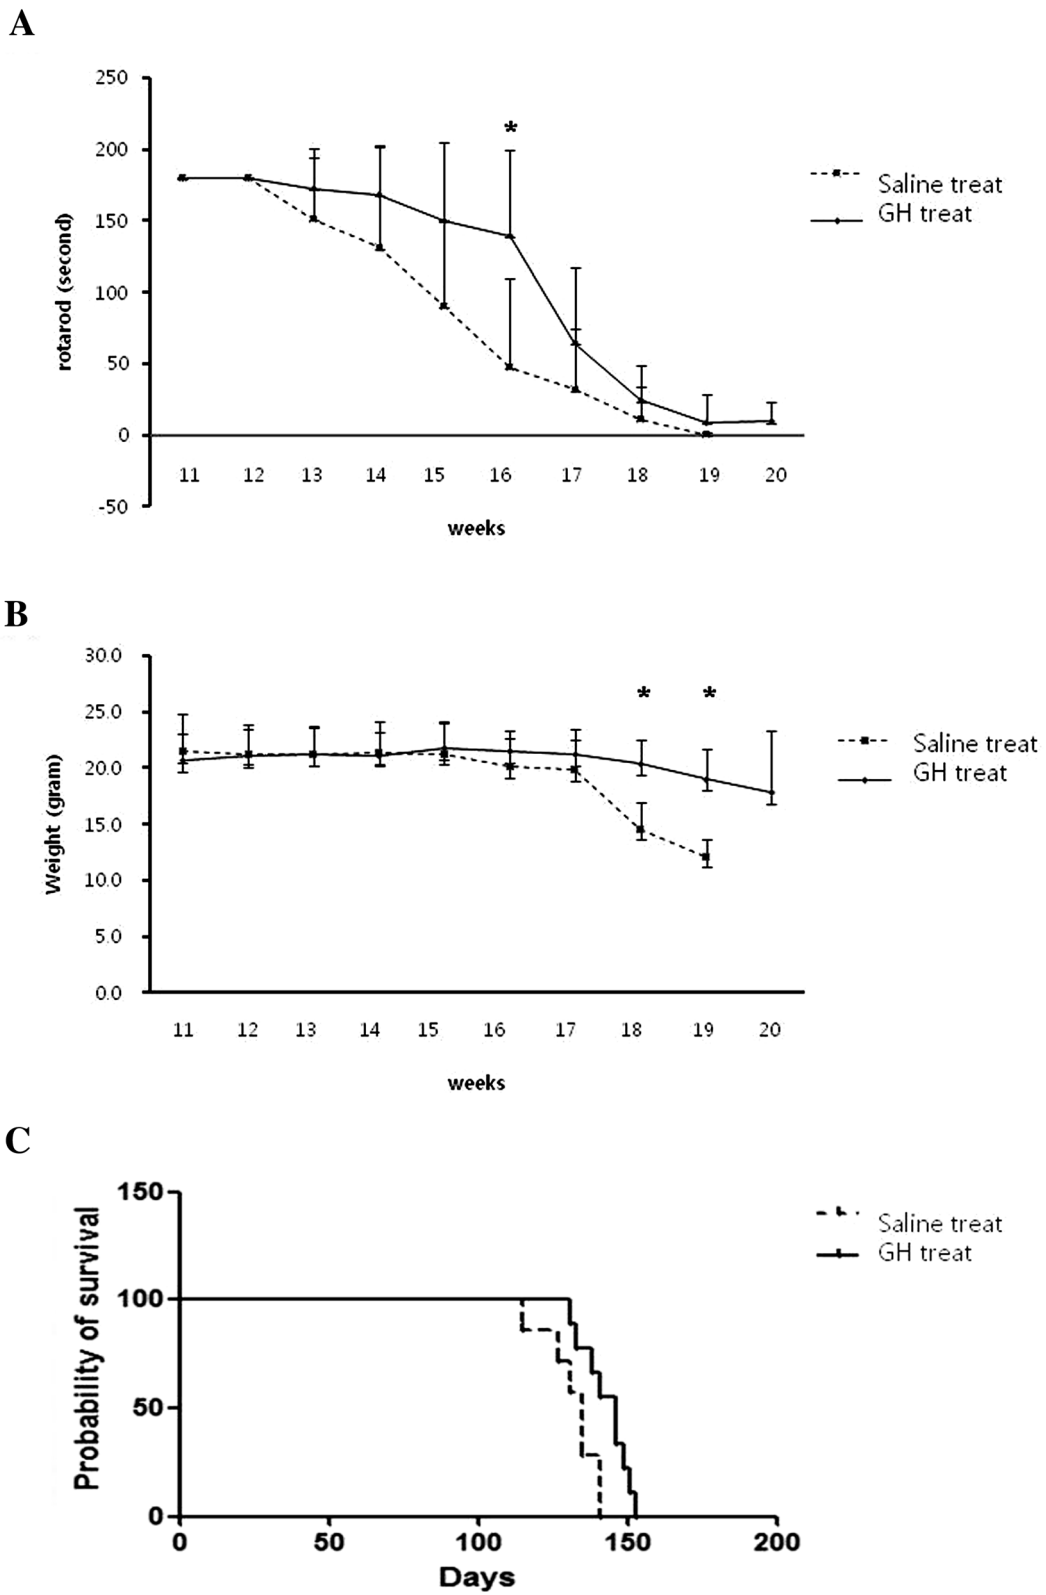 A
250
200
150
100
50
0
-50
rotarod (second)
*
11 12 13 14 15 16 17 18 19 20
weeks
Saline treat
GH treat
B
30.0
25.0
20.0
15.0
10.0
5.0
0.0
Weight (gram)
* *
11 12 13 14 15 16 17 18 19 20
weeks
Saline treat
GH treat
C
150
100
50
0
Probability of survival
0 50 100 150 200
Days
Saline treat
GH treat